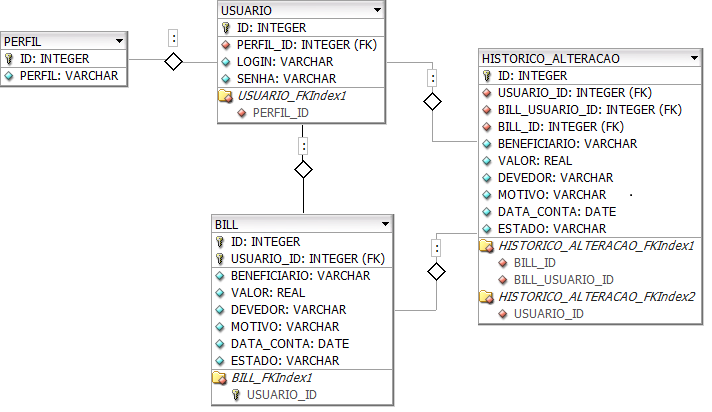 PERFIL
ID: INTEGER
PERFIL: VARCHAR
:
USUARIO
ID: INTEGER
PERFIL_ID: INTEGER (FK)
LOGIN: VARCHAR
SENHA: VARCHAR
USUARIO_FKIndex1
PERFIL_ID
:
:
BILL
ID: INTEGER
USUARIO_ID: INTEGER (FK)
BENEFICIARIO: VARCHAR
VALOR: REAL
DEVEDOR: VARCHAR
MOTIVO: VARCHAR
DATA_CONTA: DATE
ESTADO: VARCHAR
BILL_FKIndex1
USUARIO_ID
:
HISTORICO_ALTERACAO
ID: INTEGER
USUARIO_ID: INTEGER (FK)
BILL_USUARIO_ID: INTEGER (FK)
BILL_ID: INTEGER (FK)
BENEFICIARIO: VARCHAR
VALOR: REAL
DEVEDOR: VARCHAR
MOTIVO: VARCHAR
DATA_CONTA: DATE
ESTADO: VARCHAR
HISTORICO_ALTERACAO_FKIndex1
BILL_ID
BILL_USUARIO_ID
HISTORICO_ALTERACAO_FKIndex2
USUARIO_ID